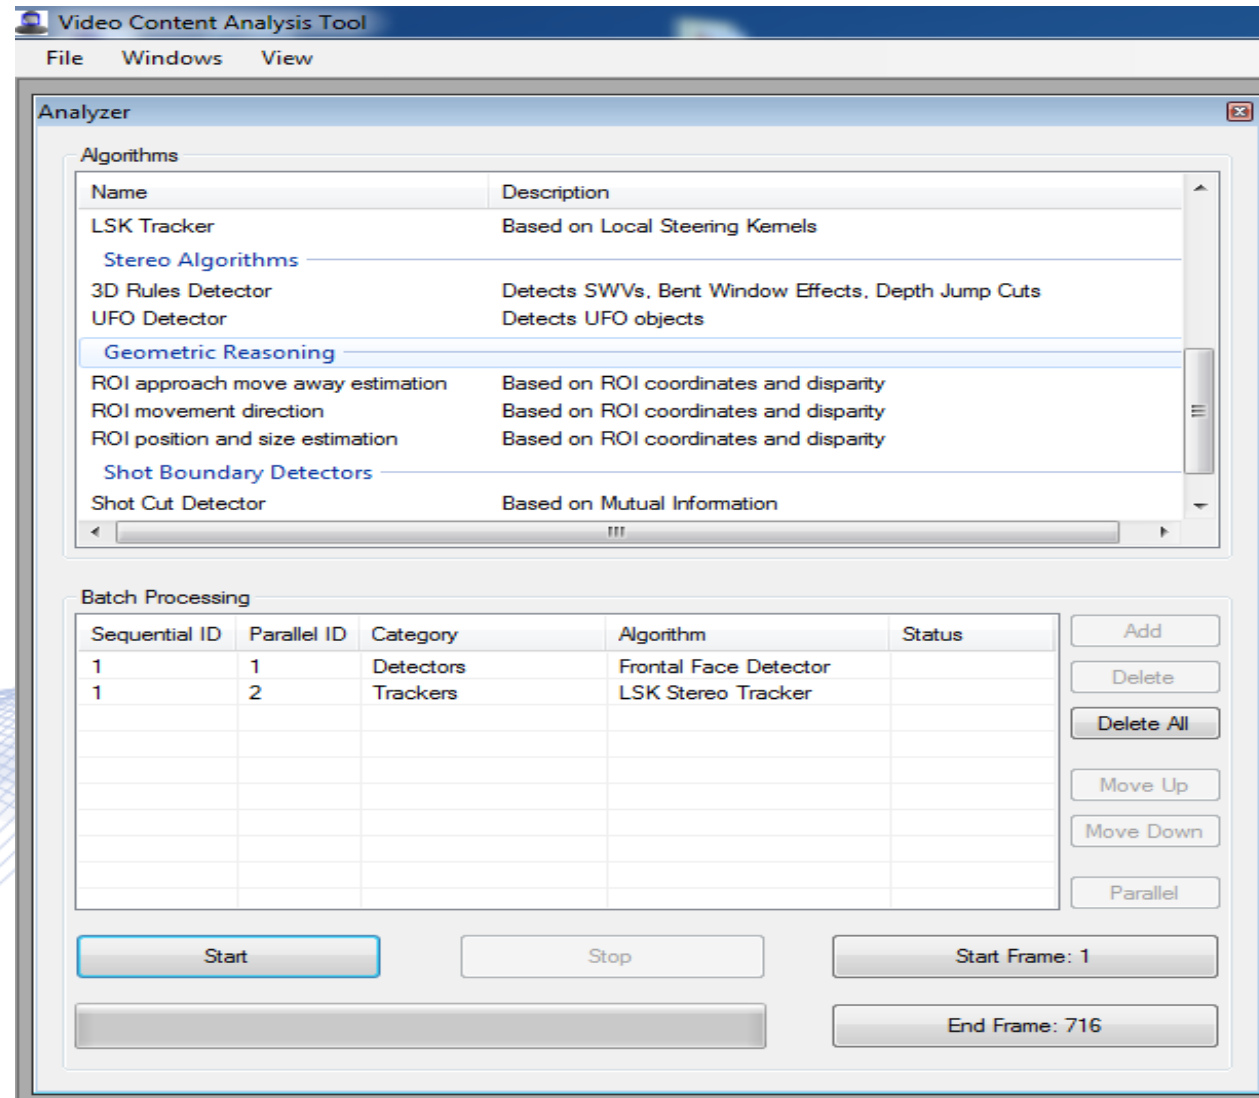 Video Content Analysis Tool
File Windows View
Analyzer
Algorithms
Name Description
LSK Tracker Based on Local Steering Kernels
Stereo Algorithms
3D Rules Detector Detects SWVs, Bent Window Effects, Depth Jump Cuts
UFO Detector Detects UFO objects
Geometric Reasoning
ROI approach move away estimation Based on ROI coordinates and disparity
ROI movement direction Based on ROI coordinates and disparity
ROI position and size estimation Based on ROI coordinates and disparity
Shot Boundary Detectors
Shot Cut Detector Based on Mutual Information
Batch Processing
Sequential ID Parallel ID Category Algorithm Status
1 1 Detectors Frontal Face Detector
1 2 Trackers LSK Stereo Tracker
Add
Delete
Delete All
Move Up
Move Down
Parallel
Start Stop Start Frame: 1
End Frame: 716